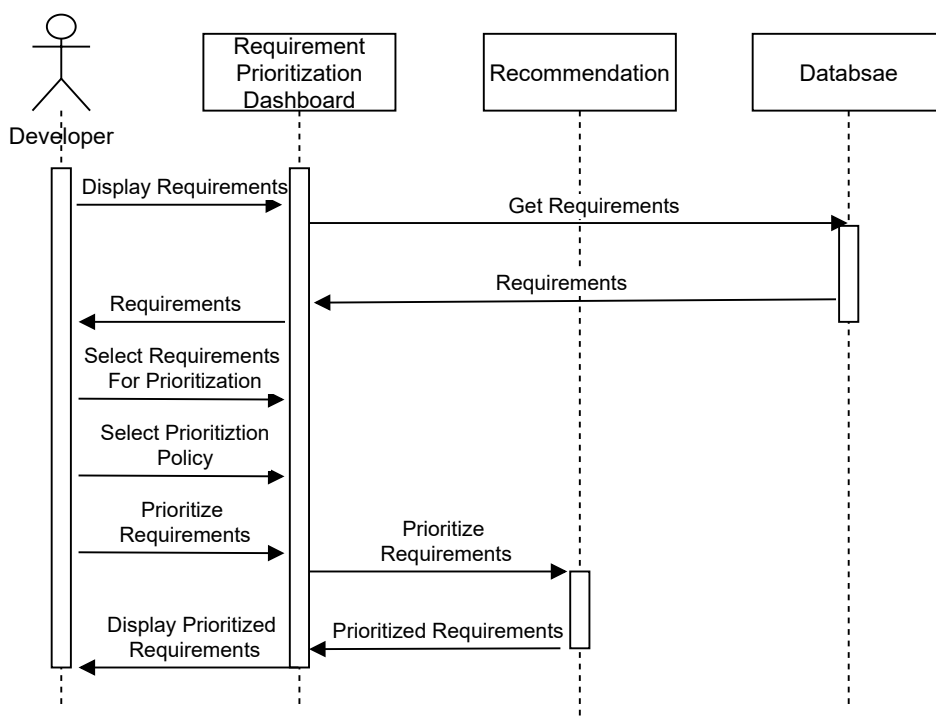 Requirement
Prioritization
Dashboard
Recommendation
Databsae
Developer
Display Requirements
Get Requirements
Requirements
Requirements
Select Requirements
For Prioritization
Select Prioritiztion
Policy
Prioritize
Requirements
Prioritize
Requirements
Display Prioritized
Requirements
Prioritized Requirements